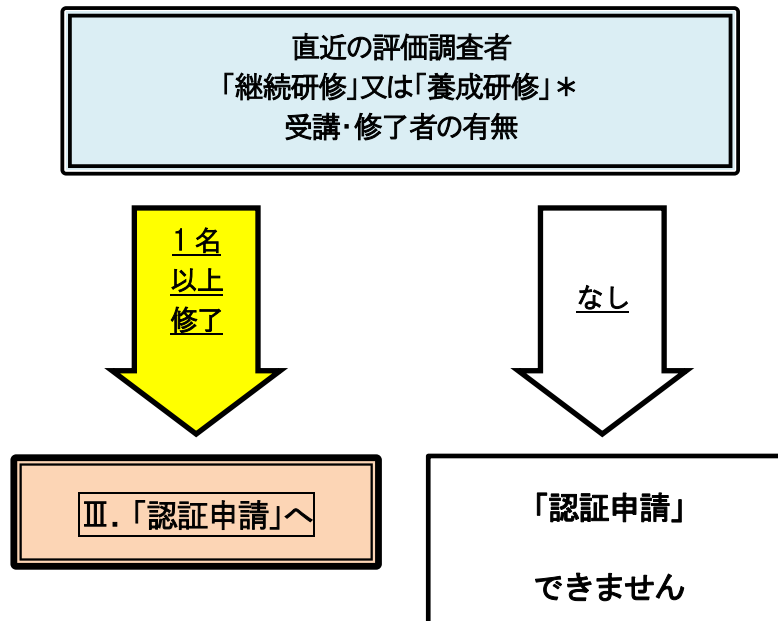 直近の評価調査者
「継続研修」又は「養成研修」＊
受講・修了者の有無
１名
以上
修了
なし
Ⅲ．「認証申請」へ
「認証申請」
できません